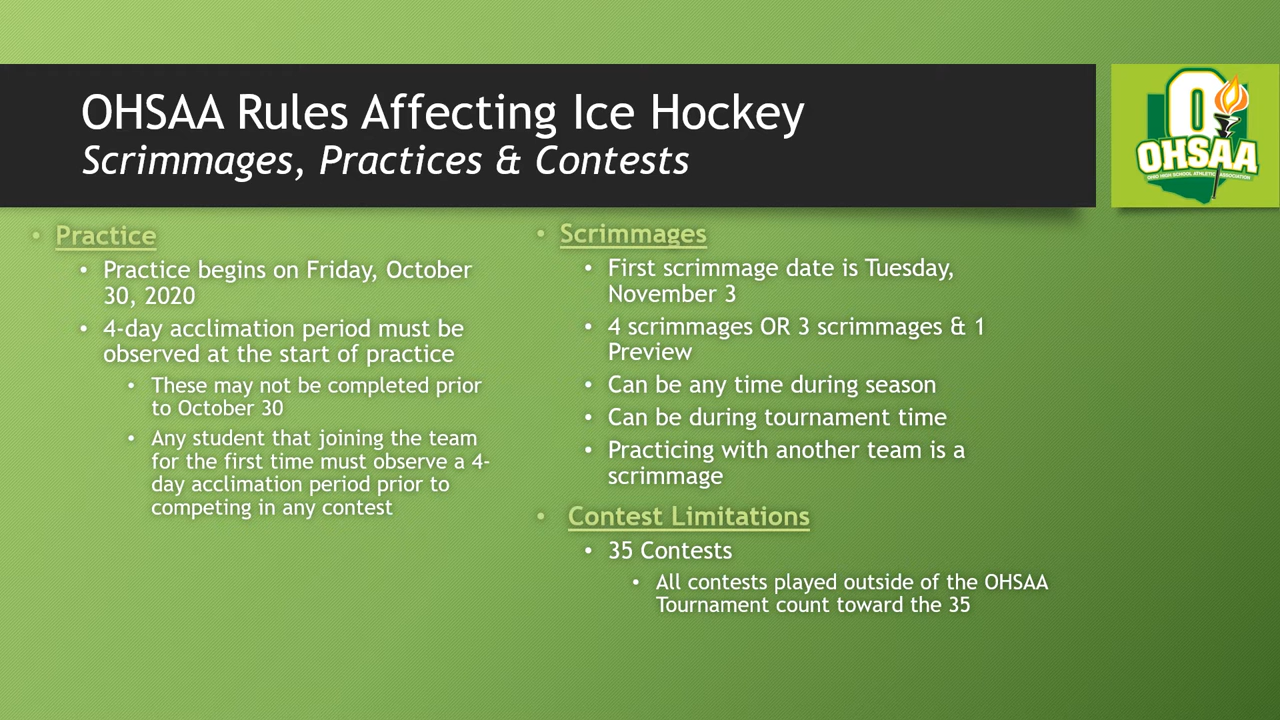 OHSAA Rules Affecting Ice Hockey
Scrimmages, Practices & Contests
O
OHSAA
OHIO HIGH SCHOOL ATHLETIC ASSOCIATION
• Practice
• Practice begins on Friday, October
30, 2020
• 4-day acclimation period must be
observed at the start of practice
• These may not be completed prior
to October 30
• Any student that joining the team
for the first time must observe a 4-
day acclimation period prior to
competing in any contest
• Scrimmages
• First scrimmage date is Tuesday,
November 3
• 4 scrimmages OR 3 scrimmages & 1
Preview
• Can be any time during season
• Can be during tournament time
• Practicing with another team is a
scrimmage
• Contest Limitations
• 35 Contests
• All contests played outside of the OHSAA
Tournament count toward the 35